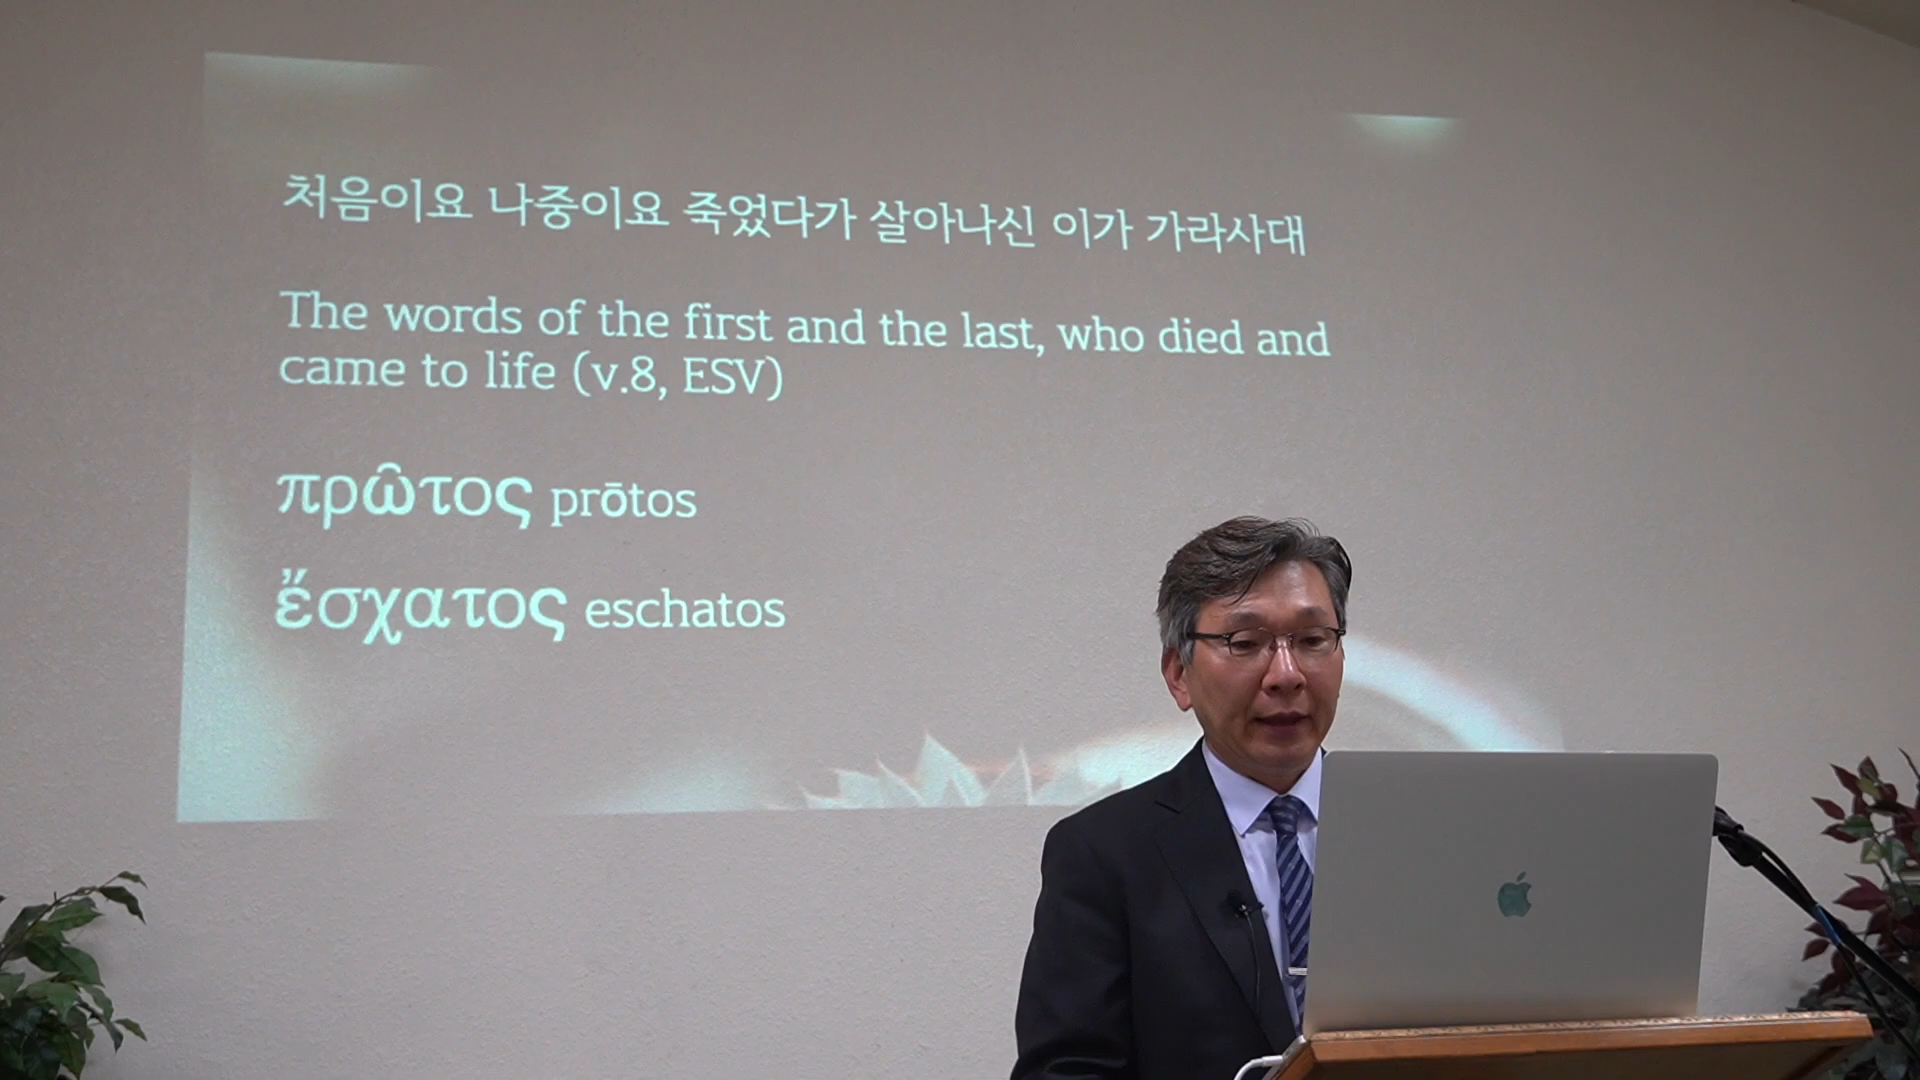 처음이요 나중이요 죽었다가 살아나신 이가 가라사대
The words of the first and the last, who died and
came to life (v.8, ESV)
πρῶτος prōtos
ἔσχατος eschatos